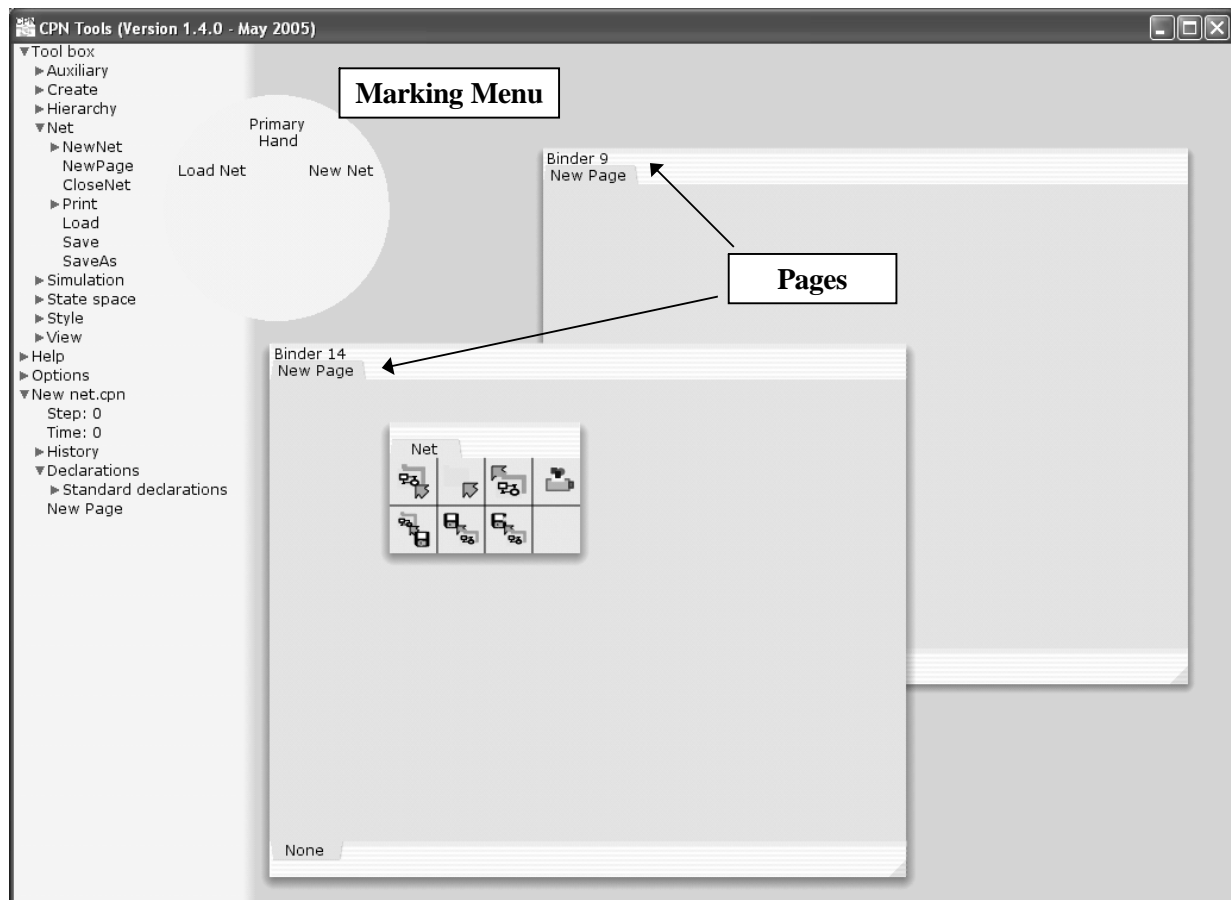 CPN Tools (Version 1.4.0 - May 2005)
Tool box
Auxiliary
Create
Hierarchy
Net
NewNet
NewPage
CloseNet
Print
Load
Save
SaveAs
Simulation
State space
Style
View
Help
Options
New net.cpn
Step: 0
Time: 0
History
Declarations
Standard declarations
New Page
Marking Menu
Primary
Hand
Load Net
New Net
Binder 9
New Page
Pages
Binder 14
New Page
Net
None